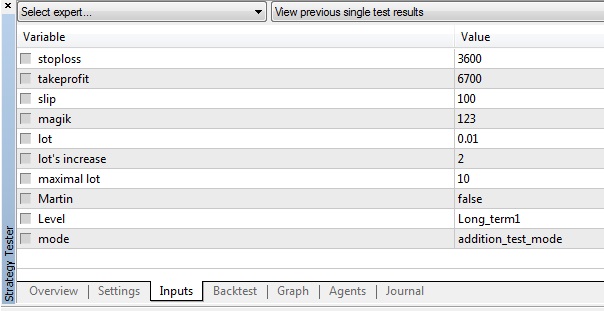 Select expert... View previous single test results
Variable Value
stoploss 3600
takeprofit 6700
slip 100
magik 123
lot 0.01
lot's increase 2
maximal lot 10
Martin false
Level Long_term1
mode addition_test_mode
Strategy Tester
Overview Settings Inputs Backtest Graph Agents Journal